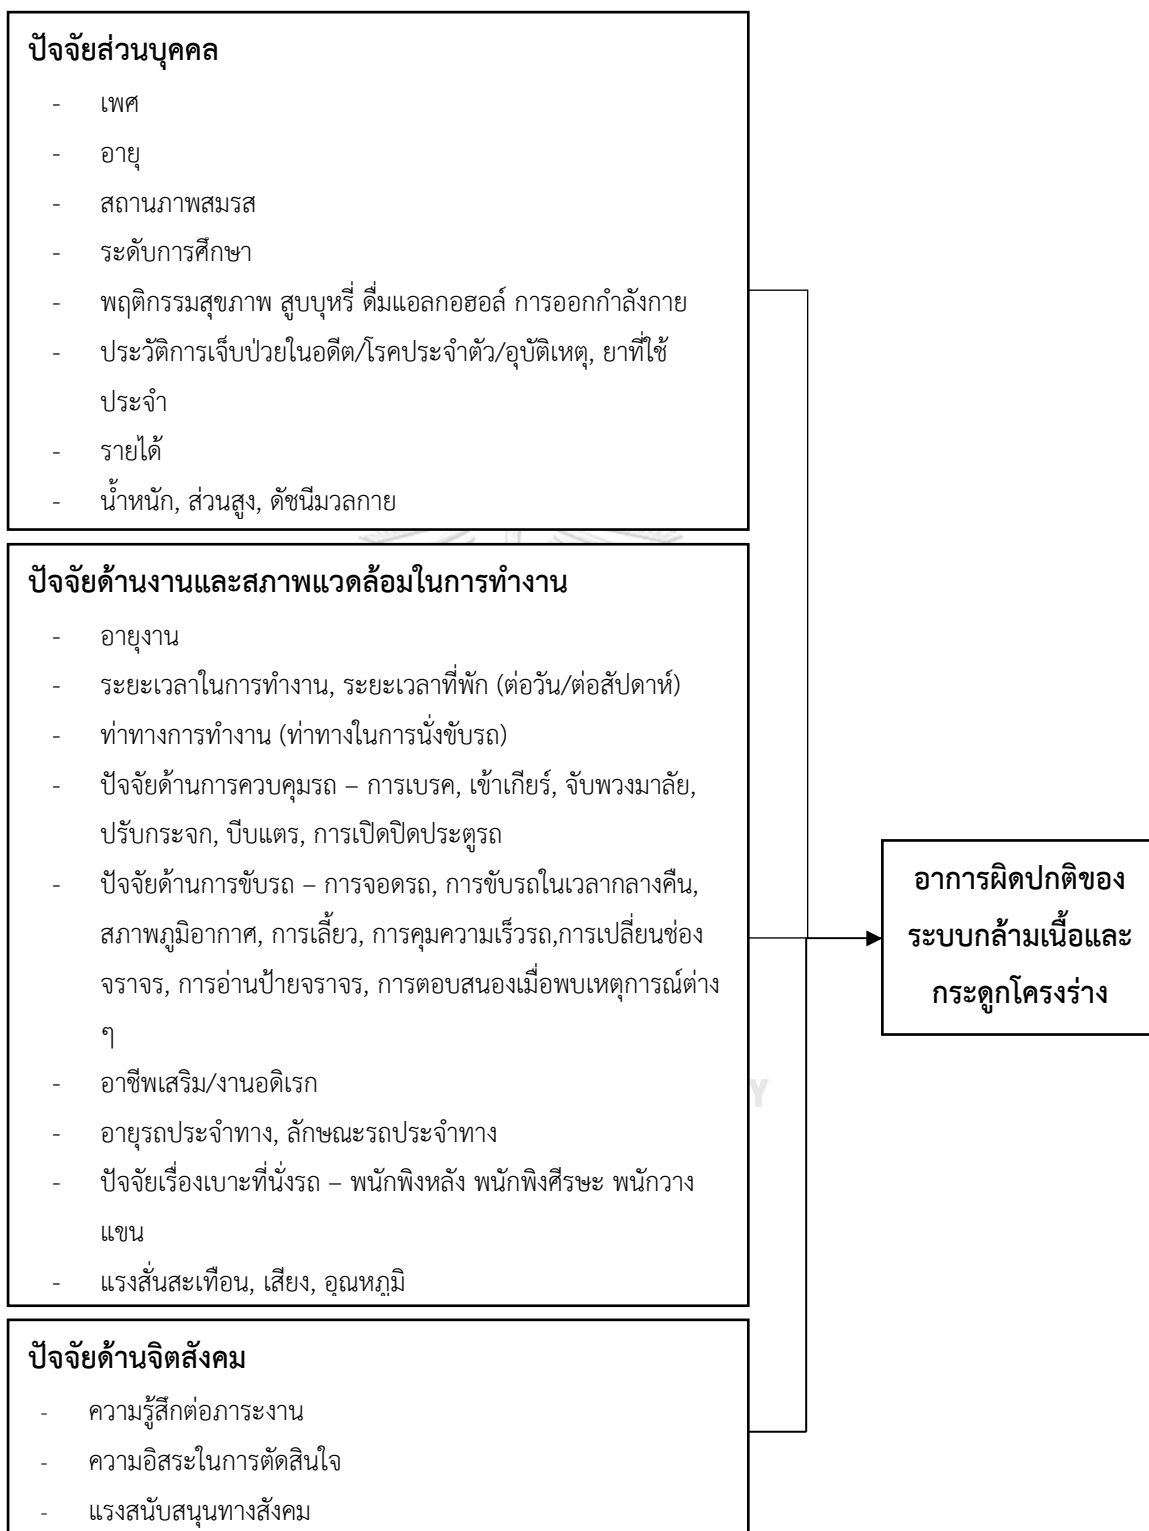 ปัจจัยส่วนบุคคล
- เพศ
- อายุ
- สถานภาพสมรส
- ระดับการศึกษา
- พฤติกรรมสุขภาพ สูบบุหรี่ ดื่มแอลกอฮอล์ การออกกำลังกาย
- ประวัติการเจ็บป่วยในอดีต/โรคประจำตัว/อุบัติเหตุ, ยาที่ใช้
ประจำ
- รายได้
- น้ำหนัก, ส่วนสูง, ดัชนีมวลกาย
ปัจจัยด้านงานและสภาพแวดล้อมในการทำงาน
- อายุงาน
- ระยะเวลาในการทำงาน, ระยะเวลาที่พัก (ต่อวัน/ต่อสัปดาห์)
- ท่าทางการทำงาน (ท่าทางในการนั่งขับรถ)
- ปัจจัยด้านการควบคุมรถ – การเบรค, เข้าเกียร์, จับพวงมาลัย,
ปรับกระจก, บีบแตร, การเปิดปิดประตูรถ
- ปัจจัยด้านการขับรถ – การจอดรถ, การขับรถในเวลากลางคืน,
สภาพภูมิอากาศ, การเลี้ยว, การคุมความเร็วรถ,การเปลี่ยนช่อง
จราจร, การอ่านป้ายจราจร, การตอบสนองเมื่อพบเหตุการณ์ต่าง
ๆ
- อาชีพเสริม/งานอดิเรก
- อายุรถประจำทาง, ลักษณะรถประจำทาง
- ปัจจัยเรื่องเบาะที่นั่งรถ – พนักพิงหลัง พนักพิงศีรษะ พนักวาง
แขน
- แรงสั่นสะเทือน, เสียง, อุณหภูมิ
ปัจจัยด้านจิตสังคม
- ความรู้สึกต่อภาระงาน
- ความอิสระในการตัดสินใจ
- แรงสนับสนุนทางสังคม
อาการผิดปกติของ
ระบบกล้ามเนื้อและ
กระดูกโครงร่าง
Y